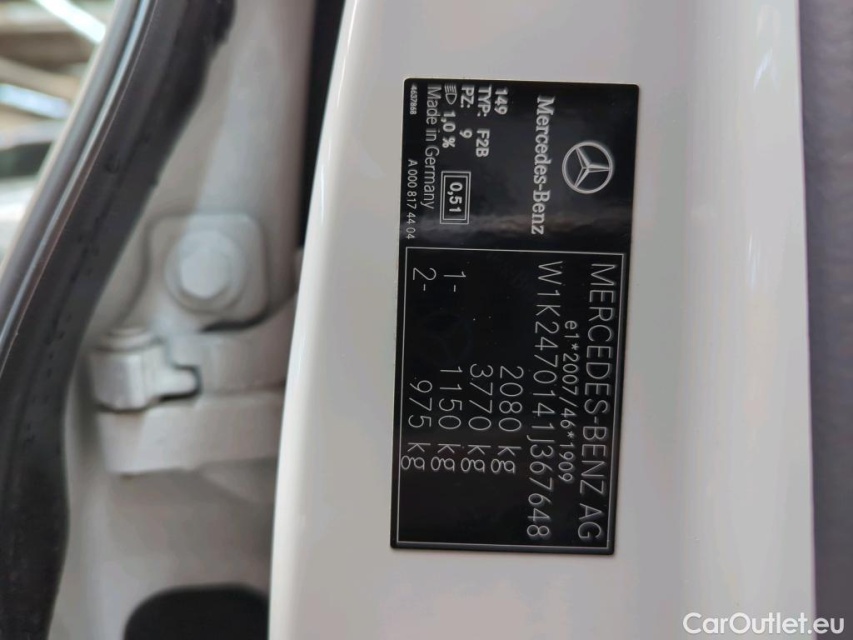 Mercedes-Benz
149
TYP: F2B
PZ: 9
1,0 %
0,51
Made in Germany
4637868
A 000 817 44 04
MERCEDES-BENZ AG
e1*2007/46*1909
W1K2470141J367648
2080 kg
3770 kg
1- 1150 kg
2- 975 kg
CarOutlet.eu